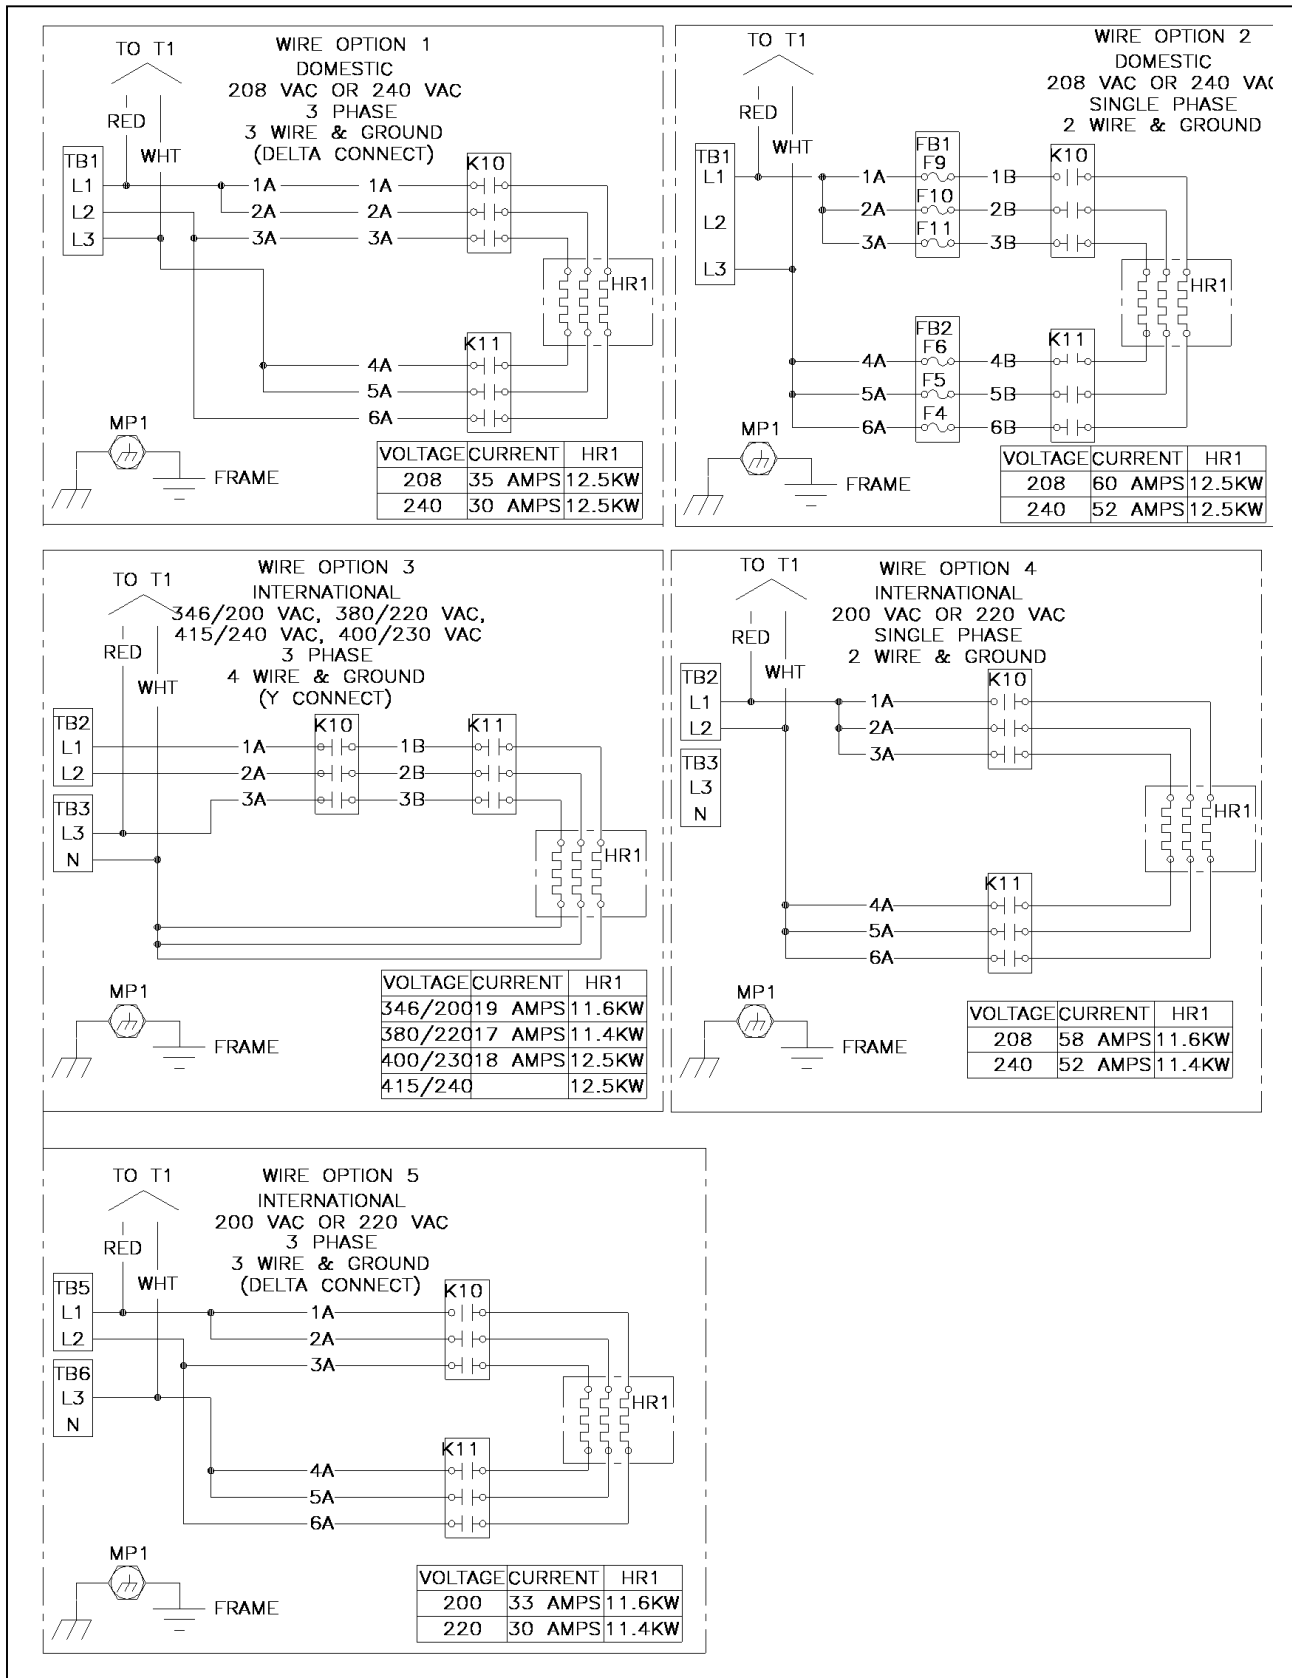 TO T1
WIRE OPTION 1
DOMESTIC
208 VAC OR 240 VAC
3 PHASE
3 WIRE & GROUND
(DELTA CONNECT)
RED
WHT
TB1
L1
L2
L3
1A 1A
2A 2A
3A 3A
K10
HR1
K11
4A
5A
6A
MP1
FRAME
VOLTAGE CURRENT HR1
208 35 AMPS 12.5KW
240 30 AMPS 12.5KW
TO T1
WIRE OPTION 2
DOMESTIC
208 VAC OR 240 VAC
SINGLE PHASE
2 WIRE & GROUND
RED
WHT
TB1
L1
L2
L3
FB1
F9
F10
F11
1A 1B
2A 2B
3A 3B
K10
HR1
FB2
F6
F5
F4
4A 4B
5A 5B
6A 6B
K11
MP1
FRAME
VOLTAGE CURRENT HR1
208 60 AMPS 12.5KW
240 52 AMPS 12.5KW
TO T1
WIRE OPTION 3
INTERNATIONAL
346/200 VAC, 380/220 VAC,
415/240 VAC, 400/230 VAC
3 PHASE
4 WIRE & GROUND
(Y CONNECT)
RED
WHT
TB2
L1
L2
TB3
L3
N
K10
K11
1A 1B
2A 2B
3A 3B
HR1
MP1
FRAME
VOLTAGE CURRENT HR1
346/200 19 AMPS 11.6KW
380/220 17 AMPS 11.4KW
400/230 18 AMPS 12.5KW
415/240 12.5KW
TO T1
WIRE OPTION 4
INTERNATIONAL
200 VAC OR 220 VAC
SINGLE PHASE
2 WIRE & GROUND
RED
WHT
TB2
L1
L2
TB3
L3
N
1A
2A
3A
K10
HR1
K11
4A
5A
6A
MP1
FRAME
VOLTAGE CURRENT HR1
208 58 AMPS 11.6KW
240 52 AMPS 11.4KW
TO T1
WIRE OPTION 5
INTERNATIONAL
200 VAC OR 220 VAC
3 PHASE
3 WIRE & GROUND
(DELTA CONNECT)
RED
WHT
TB5
L1
L2
TB6
L3
N
1A
2A
3A
K10
HR1
K11
4A
5A
6A
MP1
FRAME
VOLTAGE CURRENT HR1
200 33 AMPS 11.6KW
220 30 AMPS 11.4KW